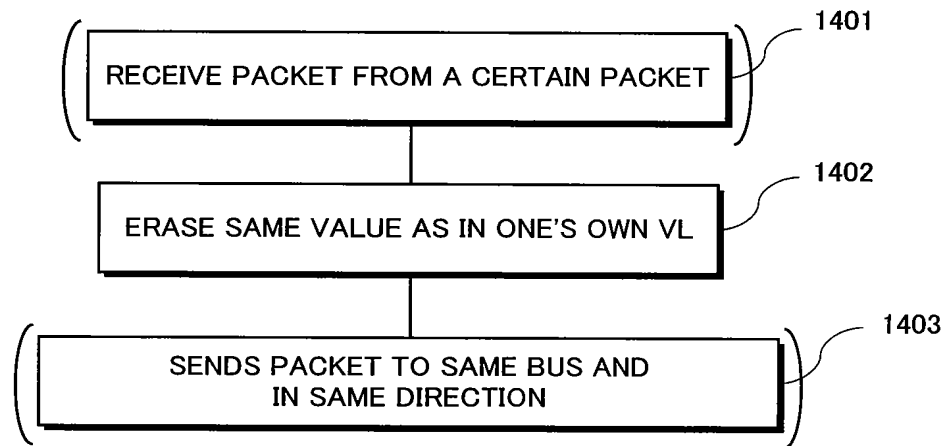 1401
RECEIVE PACKET FROM A CERTAIN PACKET
1402
ERASE SAME VALUE AS IN ONE'S OWN VL
1403
SENDS PACKET TO SAME BUS AND
IN SAME DIRECTION